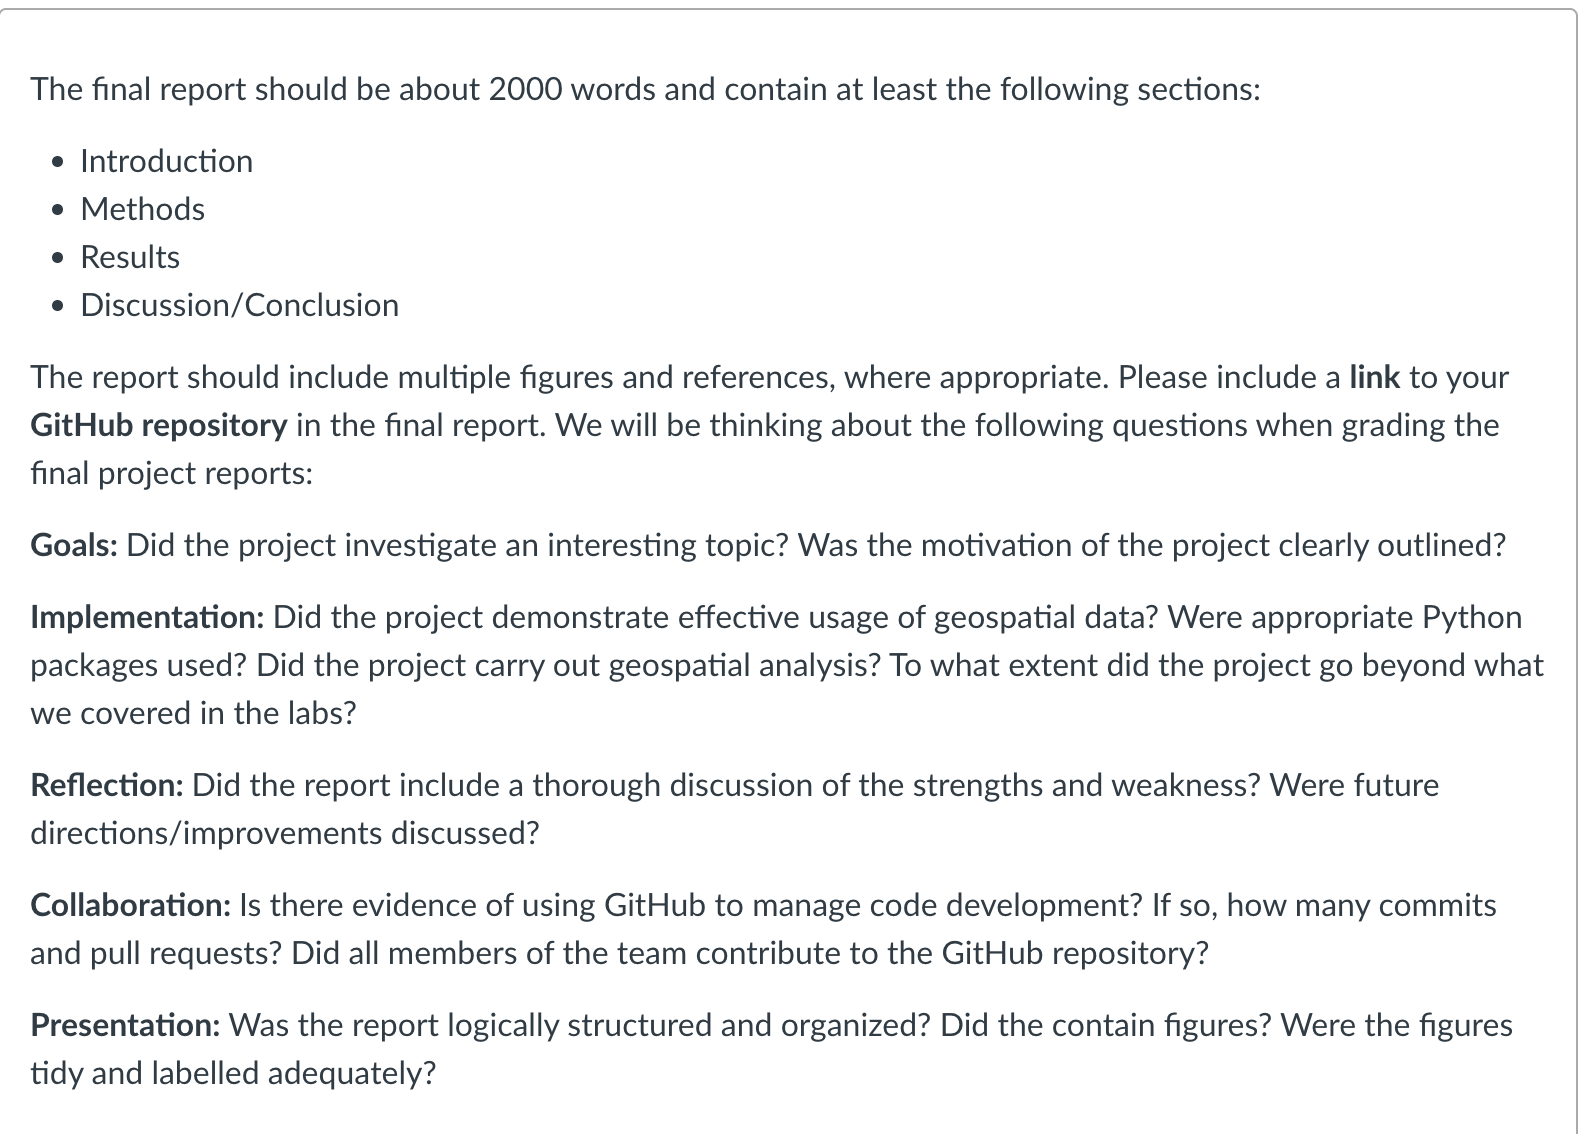 The final report should be about 2000 words and contain at least the following sections:
• Introduction
• Methods
• Results
• Discussion/Conclusion
The report should include multiple figures and references, where appropriate. Please include a link to your
GitHub repository in the final report. We will be thinking about the following questions when grading the
final project reports:
Goals: Did the project investigate an interesting topic? Was the motivation of the project clearly outlined?
Implementation: Did the project demonstrate effective usage of geospatial data? Were appropriate Python
packages used? Did the project carry out geospatial analysis? To what extent did the project go beyond what
we covered in the labs?
Reflection: Did the report include a thorough discussion of the strengths and weakness? Were future
directions/improvements discussed?
Collaboration: Is there evidence of using GitHub to manage code development? If so, how many commits
and pull requests? Did all members of the team contribute to the GitHub repository?
Presentation: Was the report logically structured and organized? Did the contain figures? Were the figures
tidy and labelled adequately?